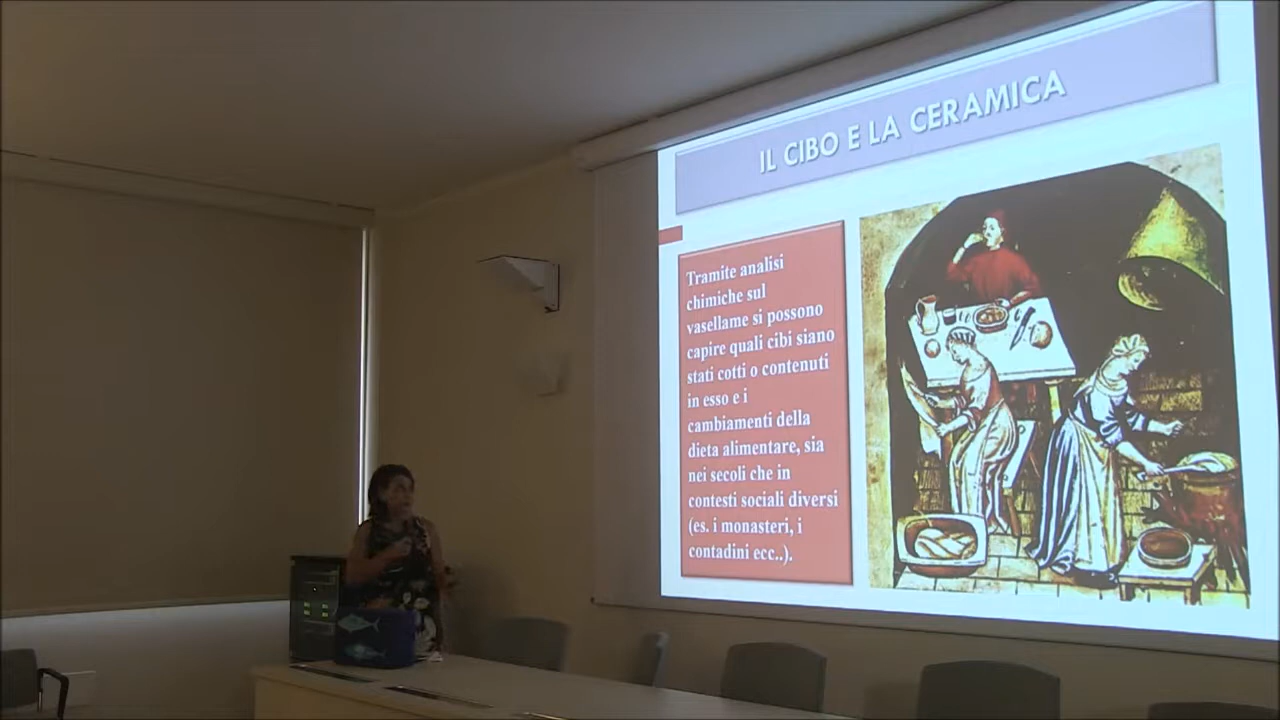 IL CIBO E LA CERAMICA
Tramite analisi
chimiche sul
vasellame si possono
capire quali cibi siano
stati cotti o contenuti
in esso e i
cambiamenti della
dieta alimentare, sia
nei secoli che in
contesti sociali diversi
(es. i monasteri, i
contadini ecc..).